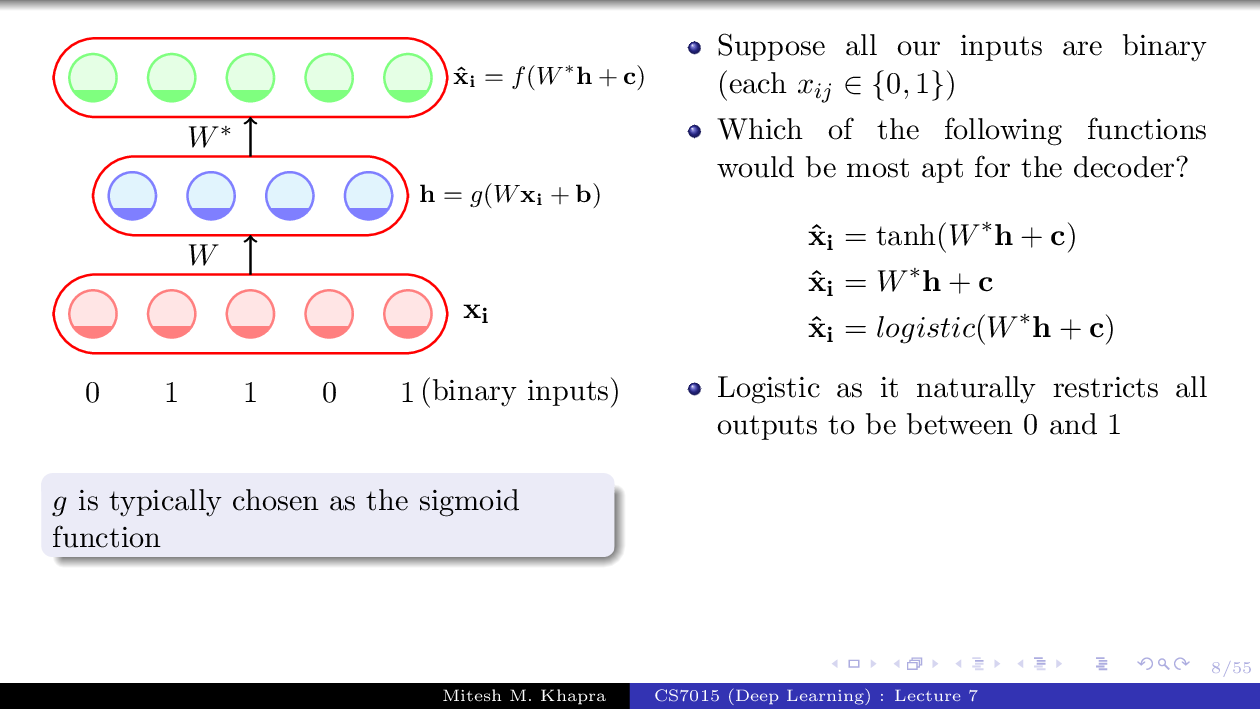 x̂ᵢ = f(W*h + c)
W*
h = g(Wxᵢ + b)
W
xᵢ
0 1 1 0 1 (binary inputs)
g is typically chosen as the sigmoid
function
Suppose all our inputs are binary
(each xᵢⱼ ∈ {0, 1})
Which of the following functions
would be most apt for the decoder?
x̂ᵢ = tanh(W*h + c)
x̂ᵢ = W*h + c
x̂ᵢ = logistic(W*h + c)
Logistic as it naturally restricts all
outputs to be between 0 and 1
8/55
Mitesh M. Khapra
CS7015 (Deep Learning) : Lecture 7